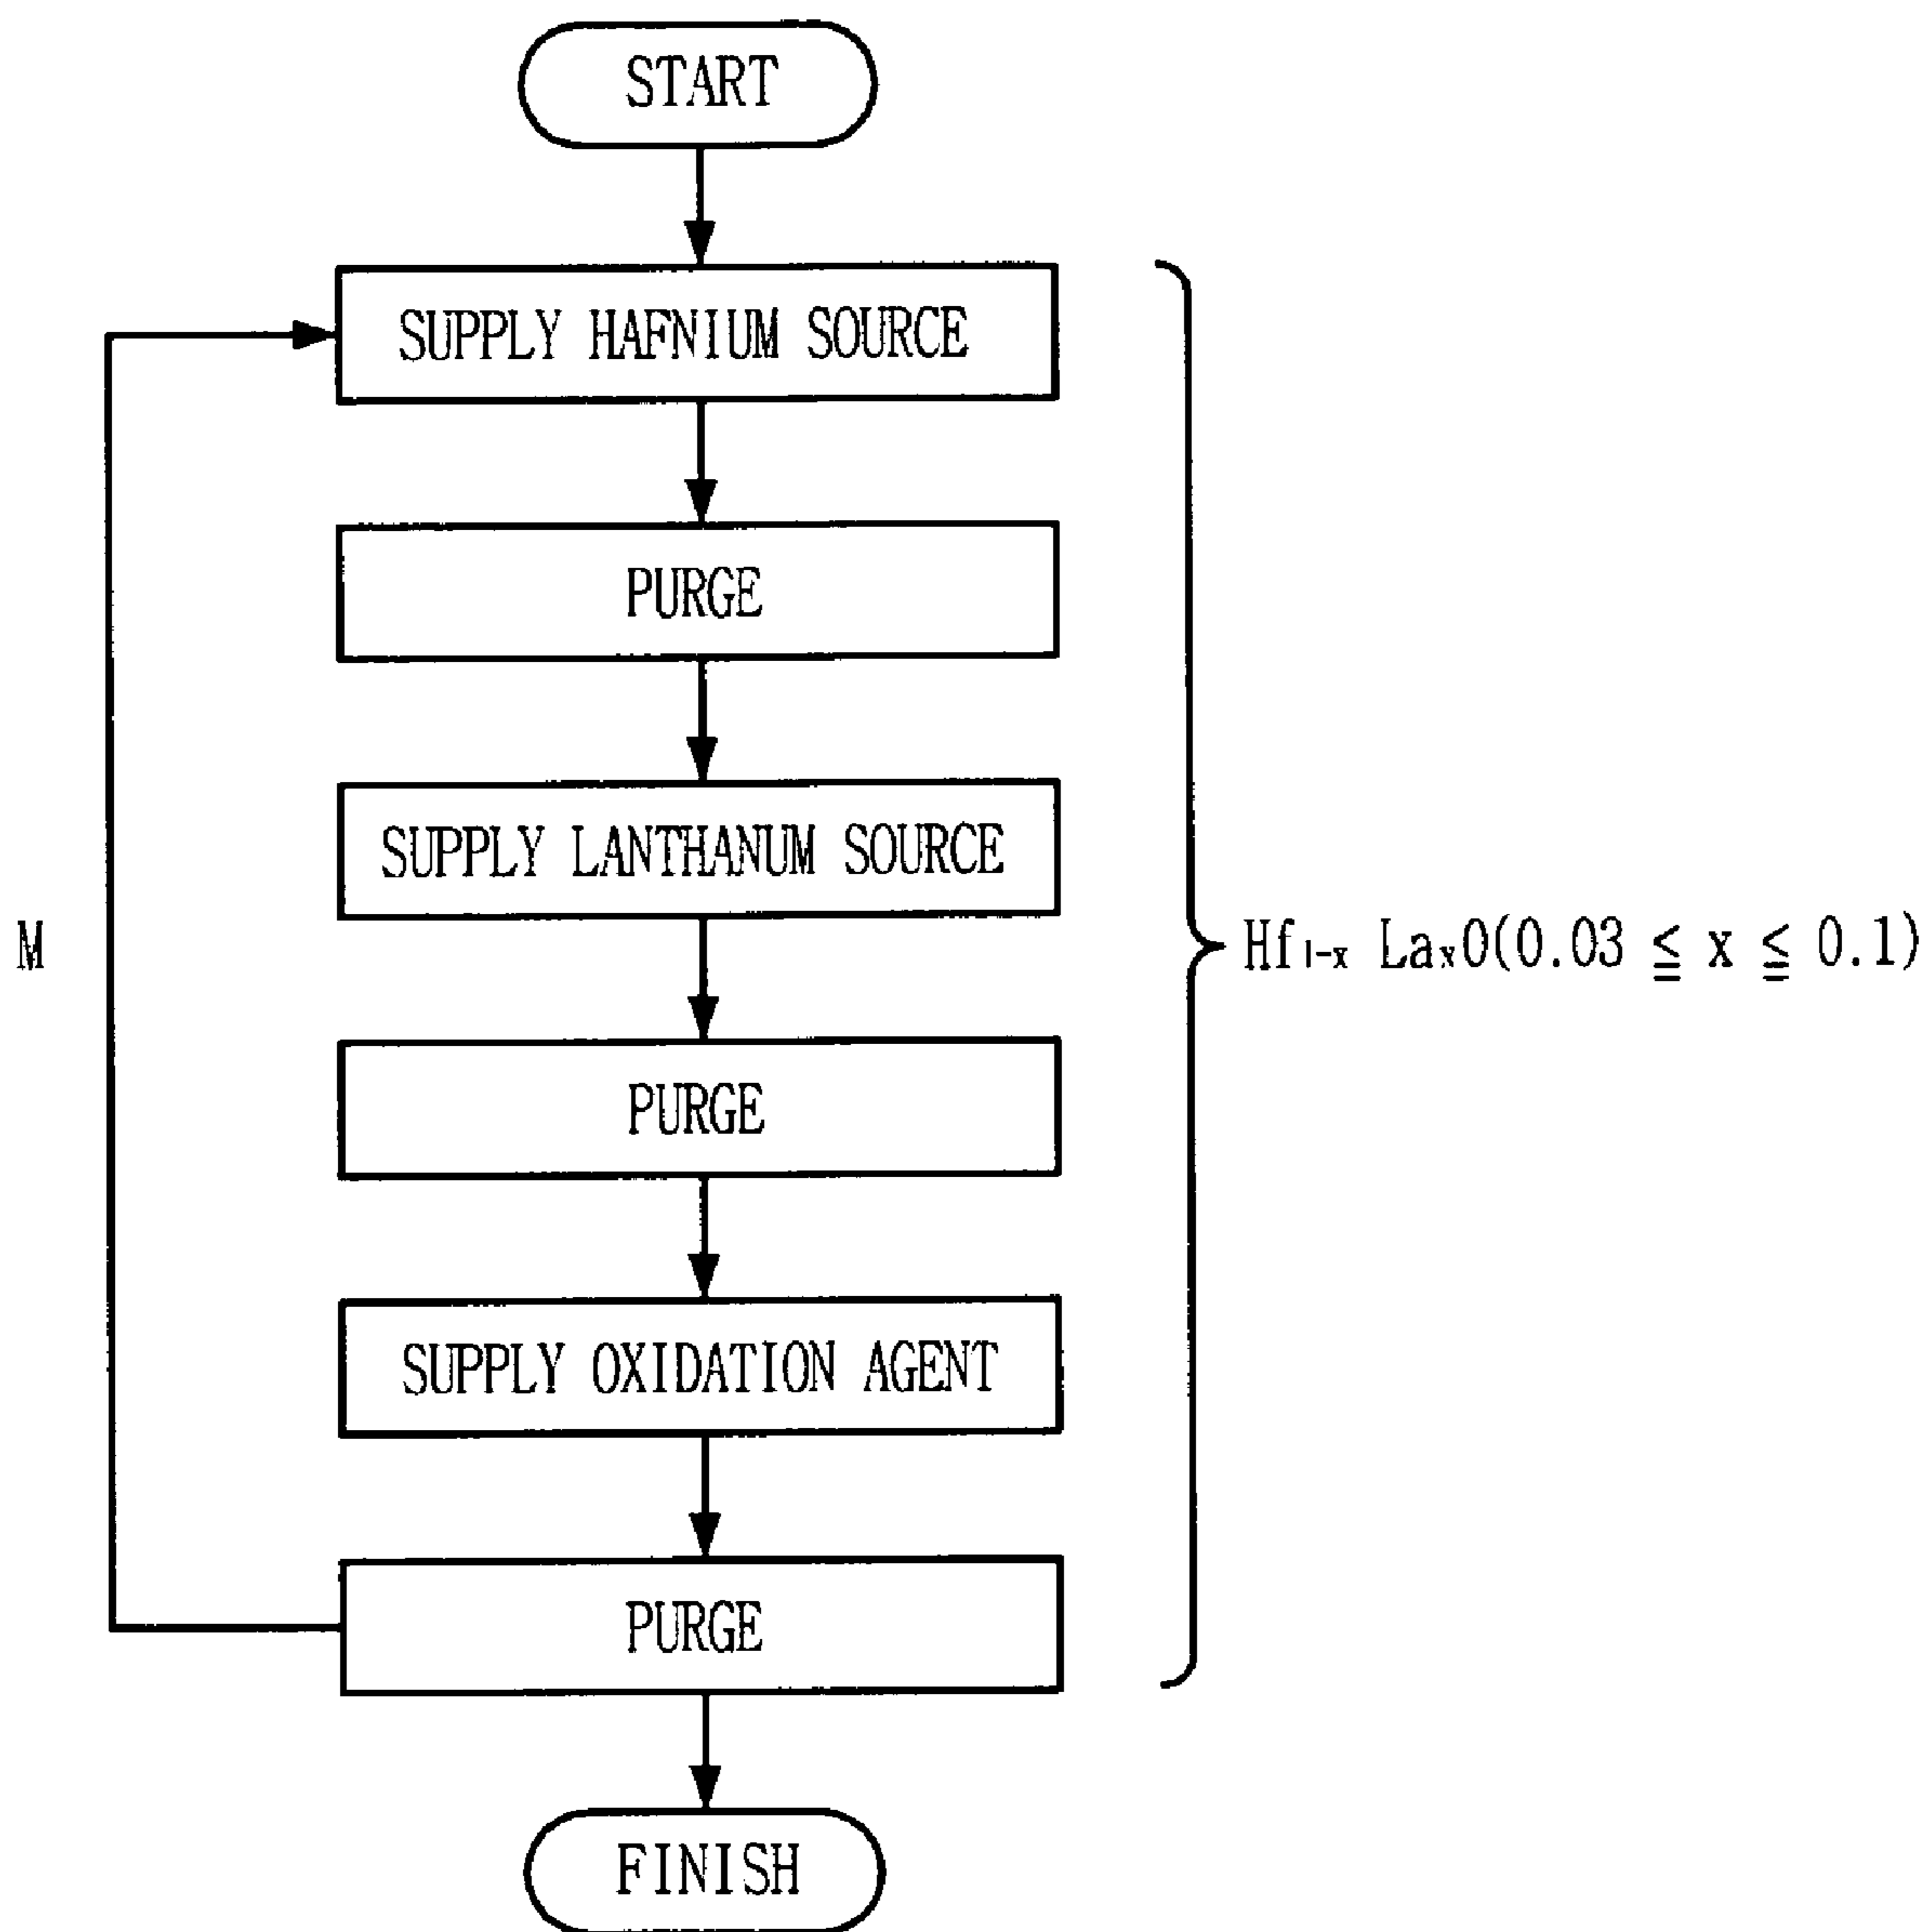 START
SUPPLY HAFNIUM SOURCE
PURGE
SUPPLY LANTHANUM SOURCE
M
Hf₁₋ₓ LaₓO(0.03 ≦ x ≦ 0.1)
PURGE
SUPPLY OXIDATION AGENT
PURGE
FINISH